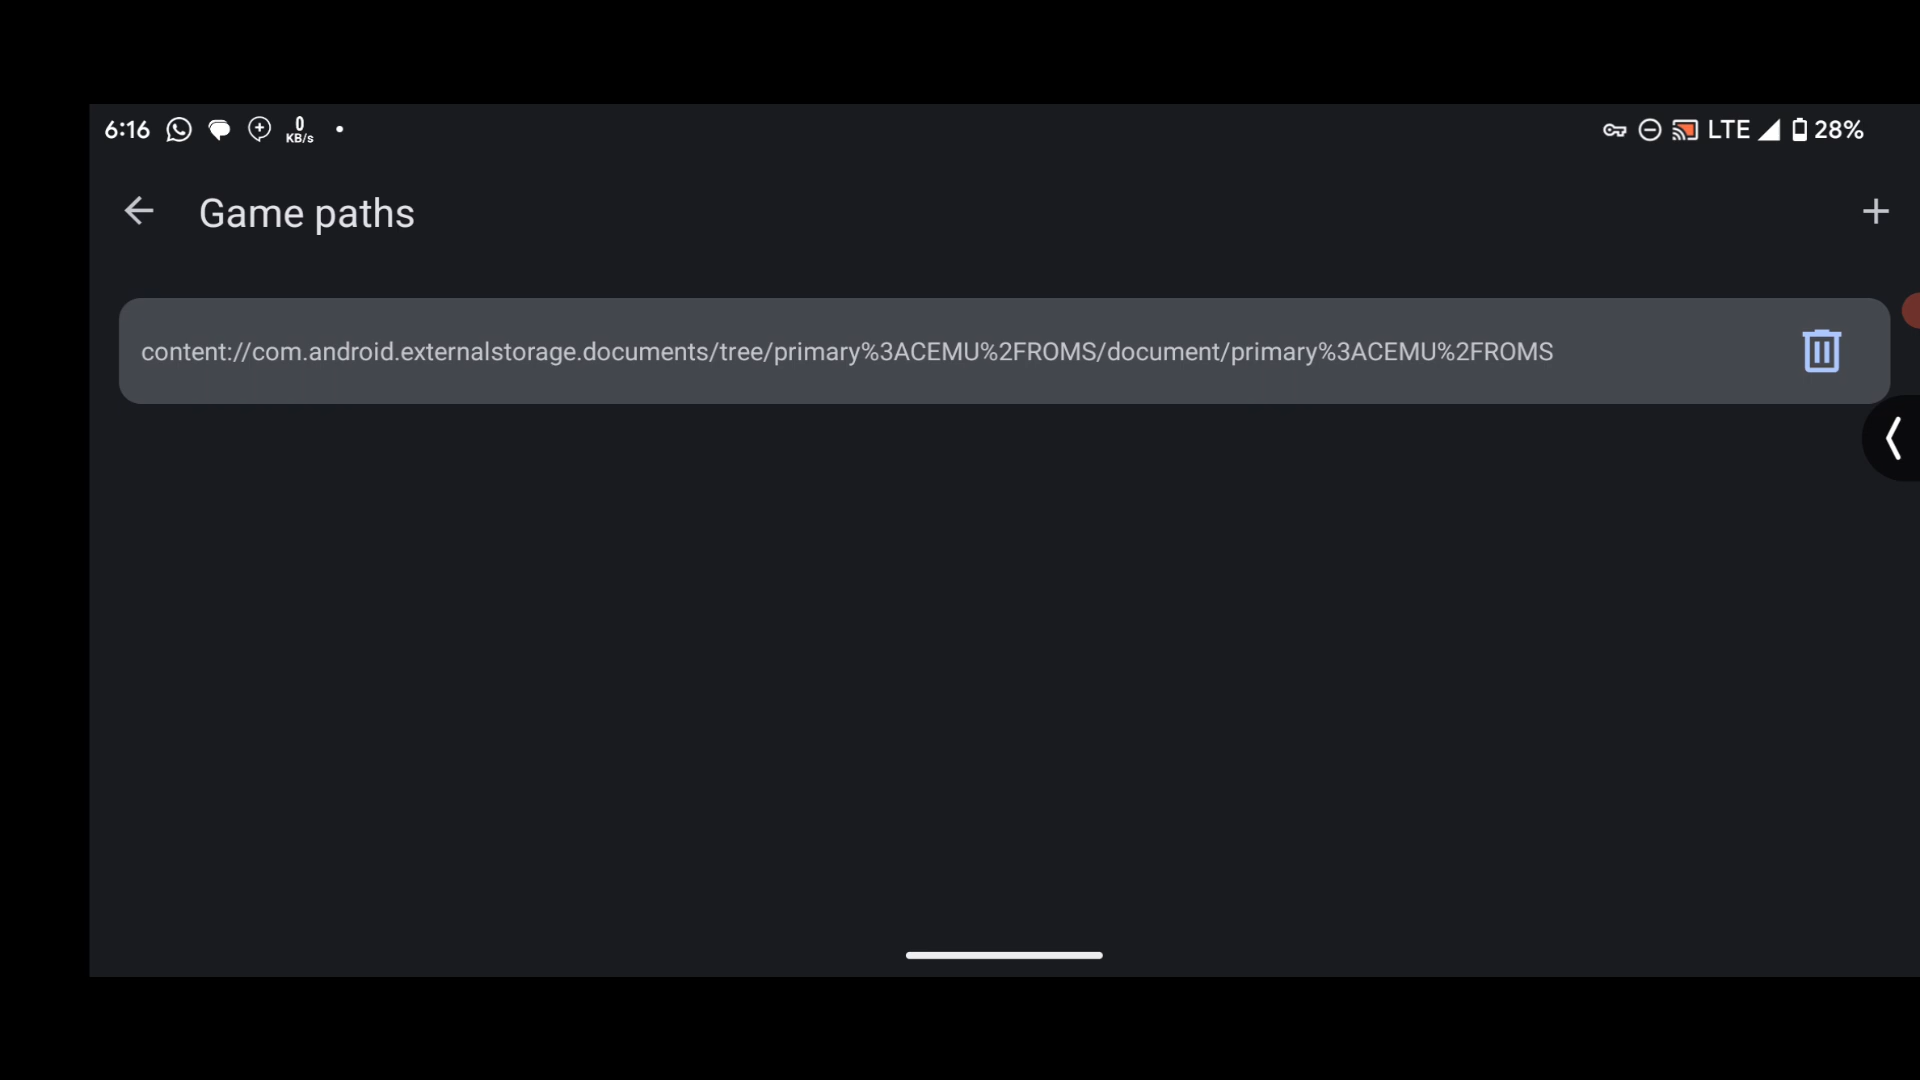 6:16 0 KB/s LTE 28%
Game paths
content://com.android.externalstorage.documents/tree/primary%3ACEMU%2FROMS/document/primary%3ACEMU%2FROMS